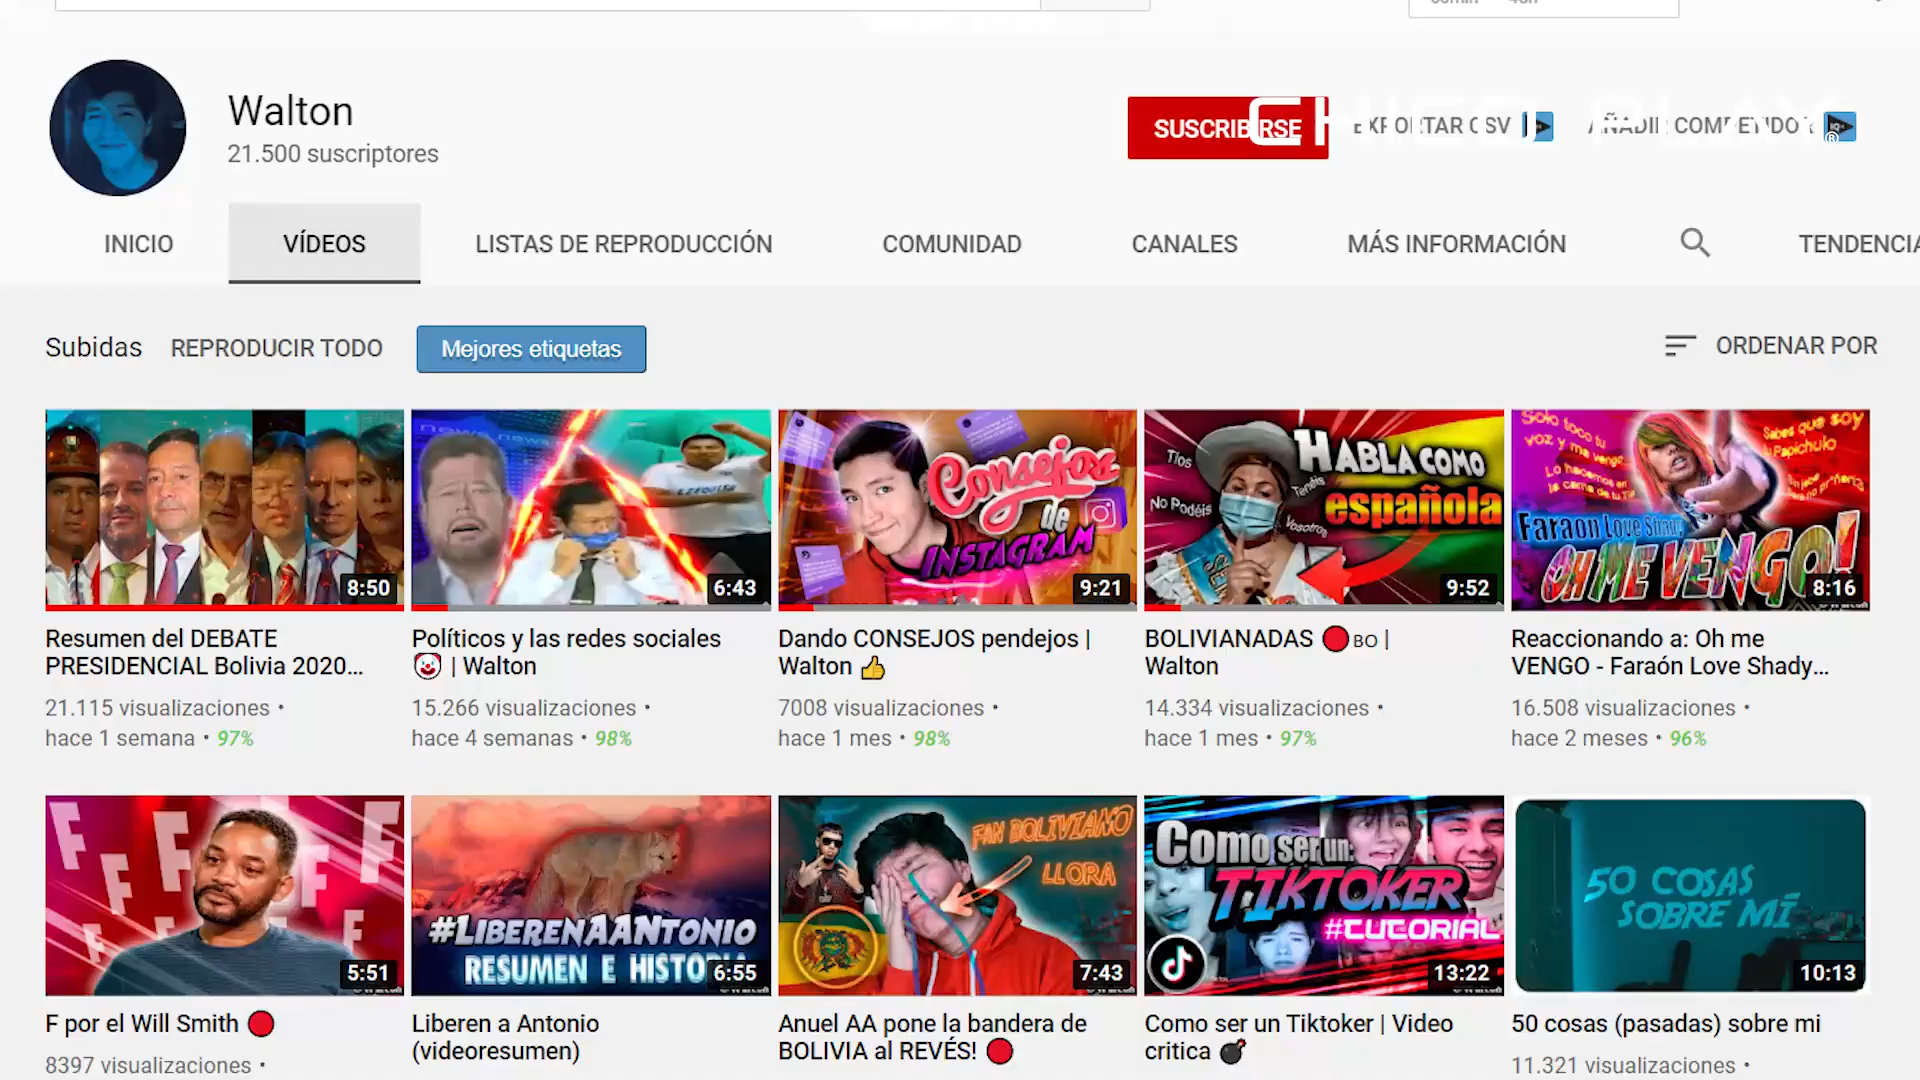 Walton
21.500 suscriptores
SUSCRIBIRSE
EXPORTAR CSV
AÑADIR COMPETIDOR
INICIO
VÍDEOS
LISTAS DE REPRODUCCIÓN
COMUNIDAD
CANALES
MÁS INFORMACIÓN
TENDENCIA
Subidas
REPRODUCIR TODO
Mejores etiquetas
ORDENAR POR
8:50
news
6:43
Consejos
de
INSTAGRAM
9:21
Tíos
No Podéis
Tenéis
Vosotros
HABLA COMO
española
9:52
Solo toco tu
voz y me vengo
Lo hacemos en
la cama de tu
Sabes que soy
Papichulo
Faraon Love Shady
OH ME VENGO!
8:16
Resumen del DEBATE
PRESIDENCIAL Bolivia 2020...
Políticos y las redes sociales
🤡 | Walton
Dando CONSEJOS pendejos |
Walton 👍
BOLIVIANADAS 🔴 BO |
Walton
Reaccionando a: Oh me
VENGO - Faraón Love Shady...
21.115 visualizaciones •
hace 1 semana • 97%
15.266 visualizaciones •
hace 4 semanas • 98%
7008 visualizaciones •
hace 1 mes • 98%
14.334 visualizaciones •
hace 1 mes • 97%
16.508 visualizaciones •
hace 2 meses • 96%
F F F F F F
5:51
#LIBERENAANTONIO
RESUMEN E HISTO
6:55
FAN BOLIVIANO
LLORA
7:43
Como ser un:
TIKTOKER
#TUTORIAL
13:22
50 COSAS
SOBRE MÍ
10:13
F por el Will Smith 🔴
Liberen a Antonio
(videoresumen)
Anuel AA pone la bandera de
BOLIVIA al REVÉS! 🔴
Como ser un Tiktoker | Video
critica 💣
50 cosas (pasadas) sobre mi
8397 visualizaciones •
11.321 visualizaciones •